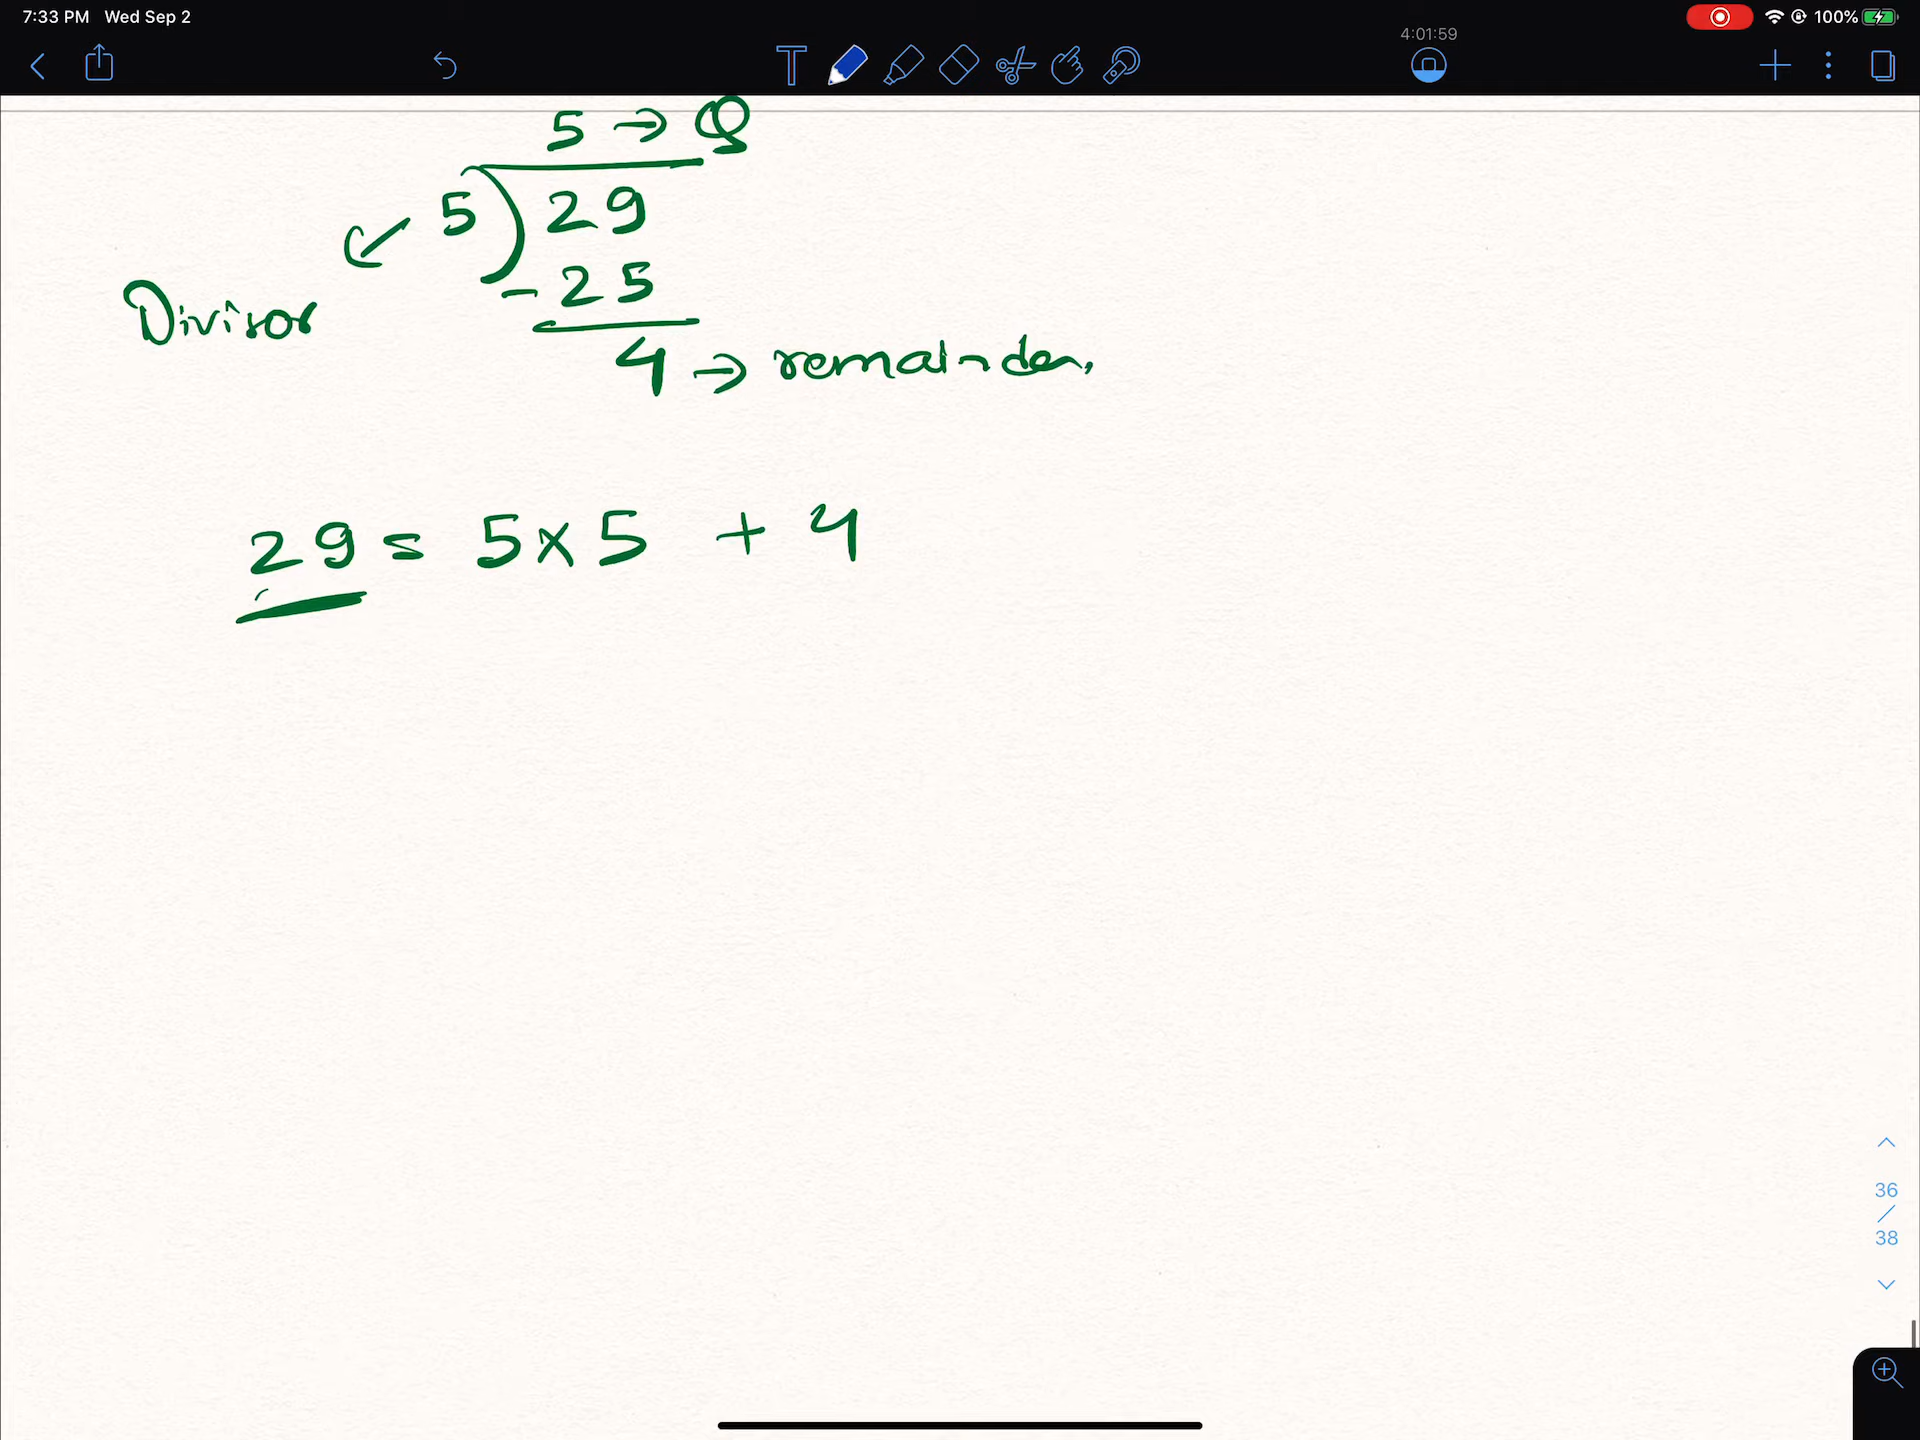 7:33 PM Wed Sep 2
100%
4:01:59
5 → Q
5 ) 29
Divisor
- 25
4 → remainder,
29 = 5 × 5 + 4
36
/
38